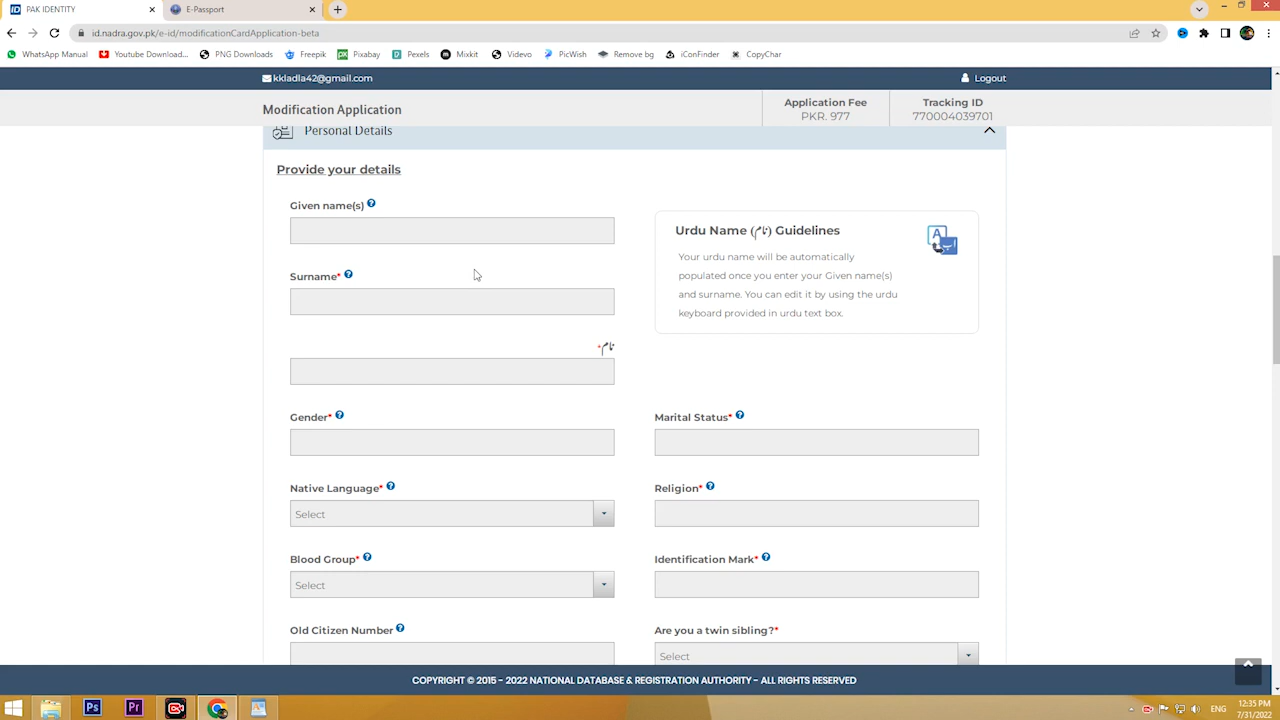 PAK IDENTITY
E-Passport
id.nadra.gov.pk/e-id/modificationCardApplication-beta
WhatsApp Manual
Youtube Download...
PNG Downloads
Freepik
Pixabay
Pexels
Mixkit
Videvo
PicWish
Remove bg
iConFinder
CopyChar
kkladla42@gmail.com
Logout
Modification Application
Application Fee
PKR. 977
Tracking ID
770004039701
Personal Details
Provide your details
Given name(s)
Urdu Name (نام) Guidelines
Your urdu name will be automatically
populated once you enter your Given name(s)
and surname. You can edit it by using the urdu
keyboard provided in urdu text box.
Surname*
نام*
Gender*
Marital Status*
Native Language*
Select
Religion*
Blood Group*
Select
Identification Mark*
Old Citizen Number
Are you a twin sibling?*
Select
COPYRIGHT © 2015 - 2022 NATIONAL DATABASE & REGISTRATION AUTHORITY - ALL RIGHTS RESERVED
Ps
Pr
ENG
12:35 PM
7/31/2022